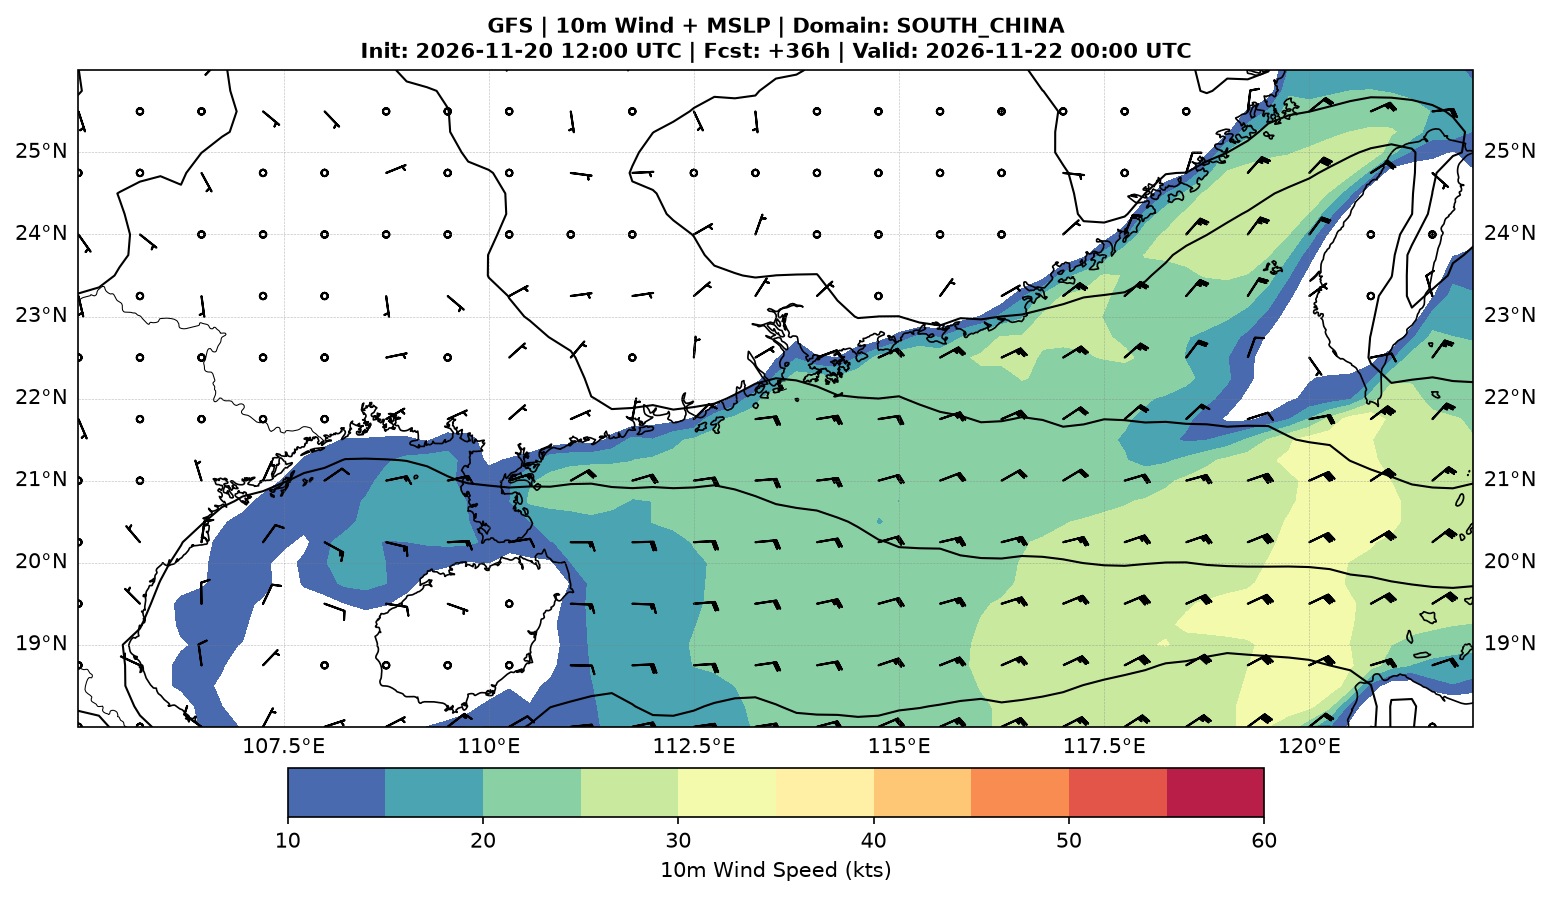 GFS | 10m Wind + MSLP | Domain: SOUTH_CHINA
Init: 2026-11-20 12:00 UTC | Fcst: +36h | Valid: 2026-11-22 00:00 UTC
25°N 25°N
24°N 24°N
23°N 23°N
22°N 22°N
21°N 21°N
20°N 20°N
19°N 19°N
107.5°E 110°E 112.5°E 115°E 117.5°E 120°E
10 20 30 40 50 60
10m Wind Speed (kts)